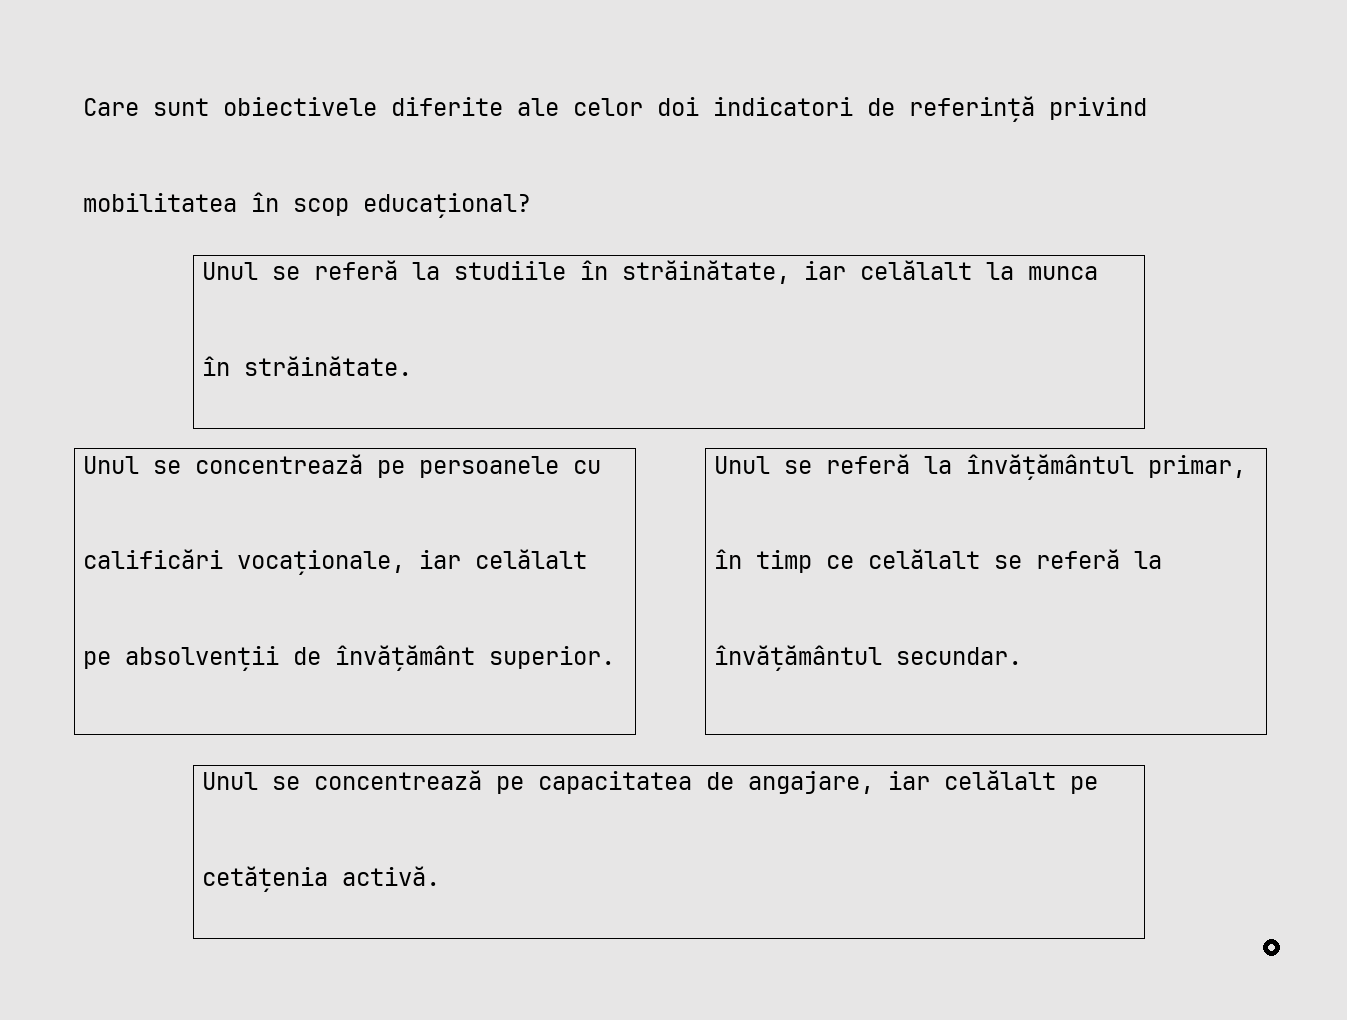 Care sunt obiectivele diferite ale celor doi indicatori de referință privind
mobilitatea în scop educațional?
Unul se referă la studiile în străinătate, iar celălalt la munca
în străinătate.
Unul se concentrează pe persoanele cu
calificări vocaționale, iar celălalt
pe absolvenții de învățământ superior.
Unul se referă la învățământul primar,
în timp ce celălalt se referă la
învățământul secundar.
Unul se concentrează pe capacitatea de angajare, iar celălalt pe
cetățenia activă.